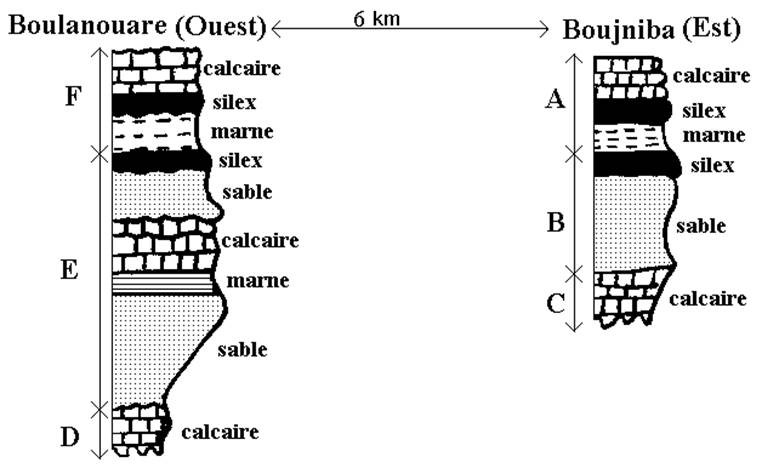 Boulanouare (Ouest) 6 km Boujniba (Est)
F
calcaire
silex
marne
E
silex
sable
calcaire
marne
sable
D
calcaire
A
calcaire
silex
marne
B
silex
sable
C
calcaire